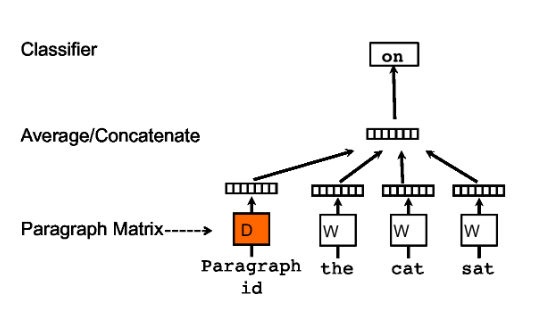 Classifier
on
Average/Concatenate
Paragraph Matrix----->
D
W
W
W
Paragraph
id
the
cat
sat